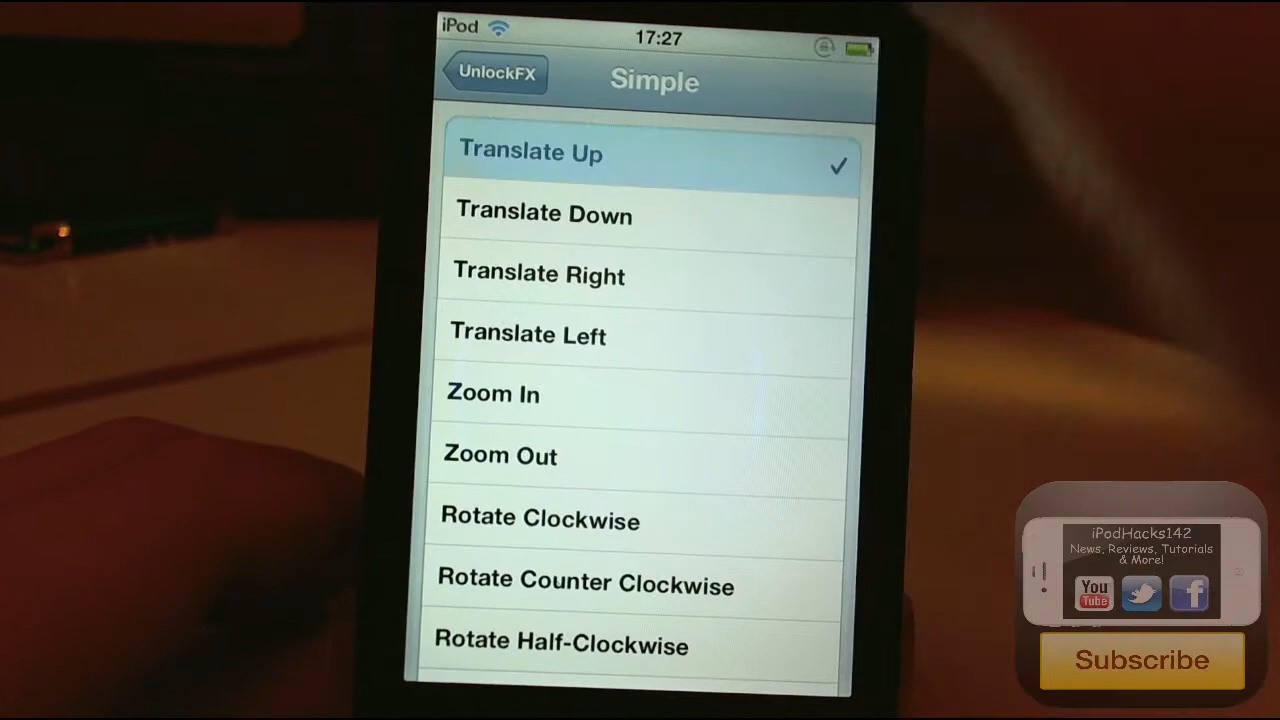 iPod
17:27
UnlockFX
Simple
Translate Up
Translate Down
Translate Right
Translate Left
Zoom In
Zoom Out
Rotate Clockwise
Rotate Counter Clockwise
Rotate Half-Clockwise
iPodHacks142
News, Reviews, Tutorials
& More!
You
Tube
f
Subscribe